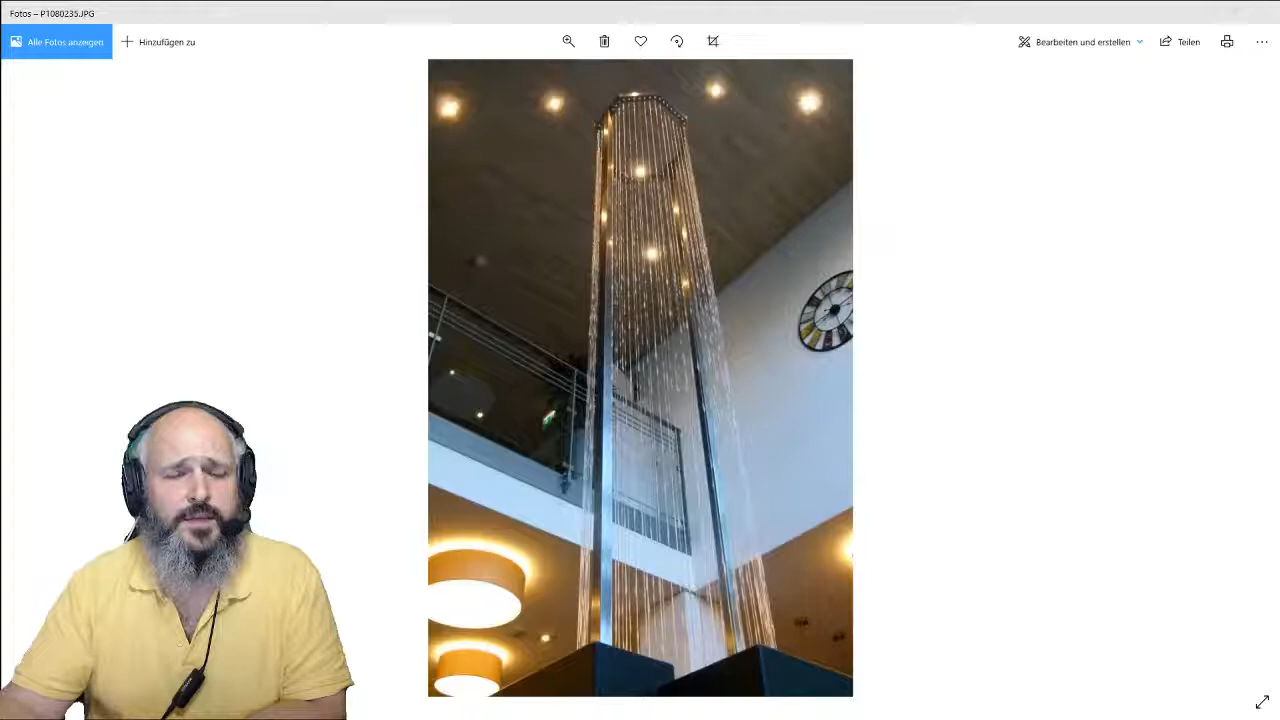 Fotos – P1080235.JPG
Alle Fotos anzeigen
Hinzufügen zu
Bearbeiten und erstellen
Teilen